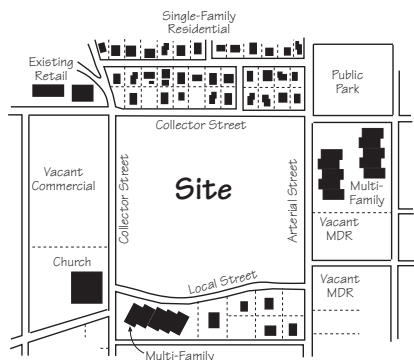 Single-Family
Residential
Existing
Retail
Public
Park
Collector Street
Vacant
Commercial
Collector Street
Site
Arterial Street
Multi-
Family
Vacant
MDR
Church
Local Street
Vacant
MDR
Multi-Family